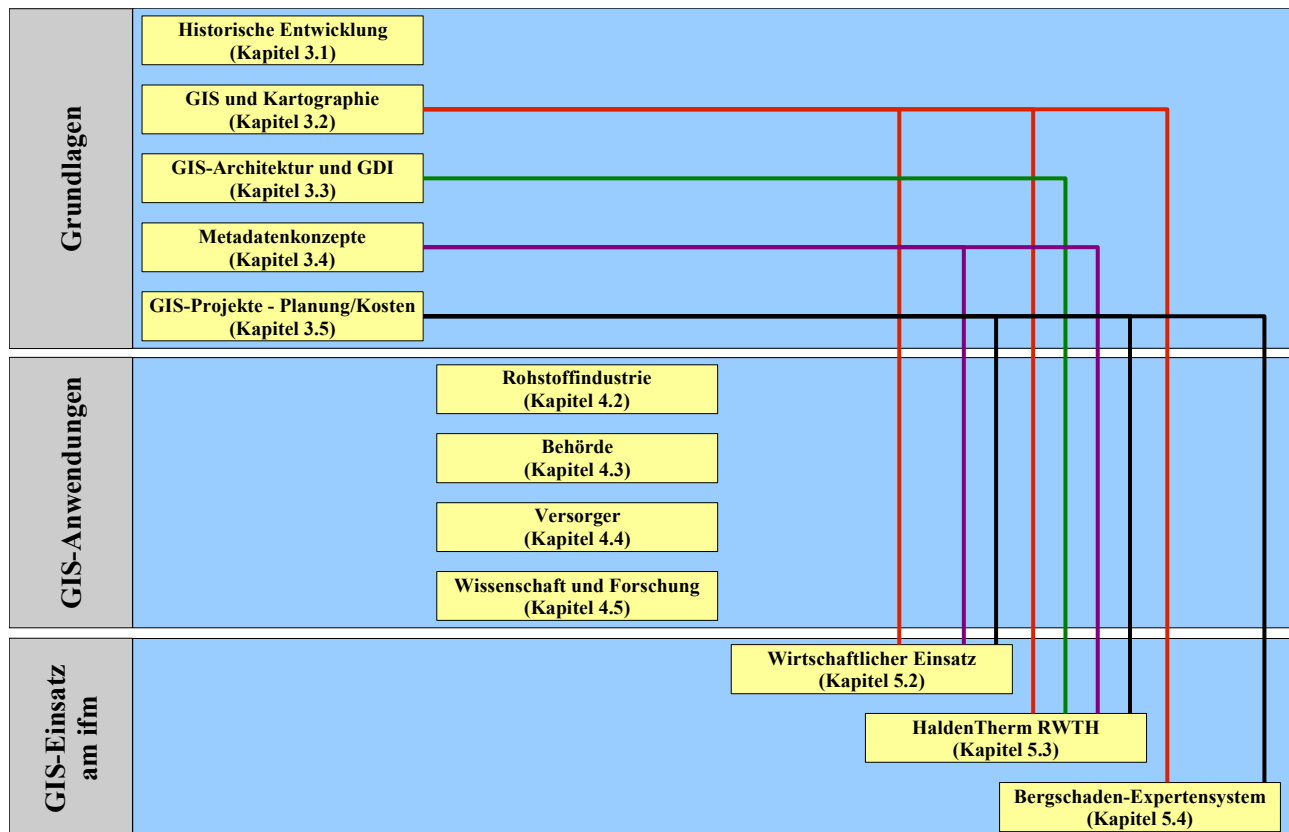 Grundlagen
Historische Entwicklung
(Kapitel 3.1)
GIS und Kartographie
(Kapitel 3.2)
GIS-Architektur und GDI
(Kapitel 3.3)
Metadatenkonzepte
(Kapitel 3.4)
GIS-Projekte - Planung/Kosten
(Kapitel 3.5)
GIS-Anwendungen
Rohstoffindustrie
(Kapitel 4.2)
Behörde
(Kapitel 4.3)
Versorger
(Kapitel 4.4)
Wissenschaft und Forschung
(Kapitel 4.5)
GIS-Einsatz
am ifm
Wirtschaftlicher Einsatz
(Kapitel 5.2)
HaldenTherm RWTH
(Kapitel 5.3)
Bergschaden-Expertensystem
(Kapitel 5.4)